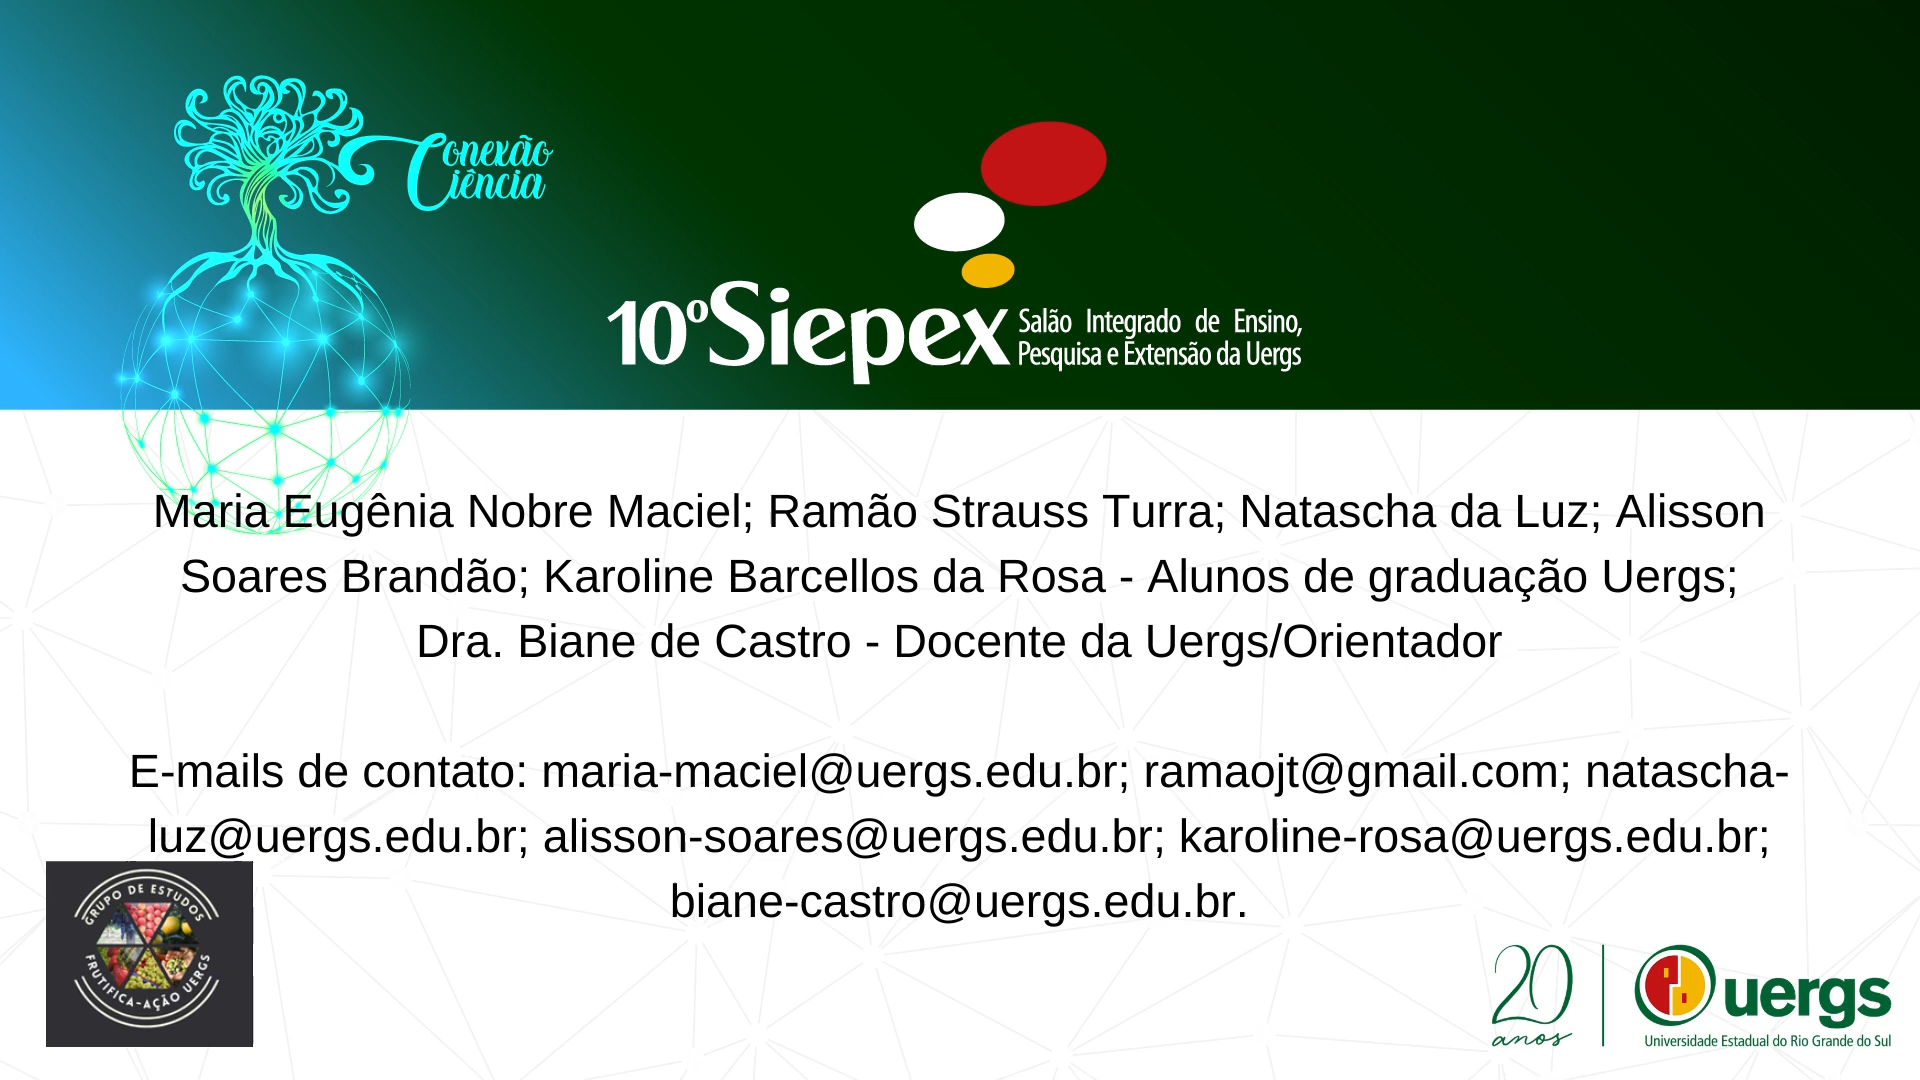 Conexão
Ciência
10º Siepex
Salão Integrado de Ensino,
Pesquisa e Extensão da Uergs
Maria Eugênia Nobre Maciel; Ramão Strauss Turra; Natascha da Luz; Alisson
Soares Brandão; Karoline Barcellos da Rosa - Alunos de graduação Uergs;
Dra. Biane de Castro - Docente da Uergs/Orientador
E-mails de contato: maria-maciel@uergs.edu.br; ramaojt@gmail.com; natascha-
luz@uergs.edu.br; alisson-soares@uergs.edu.br; karoline-rosa@uergs.edu.br;
biane-castro@uergs.edu.br.
GRUPO DE ESTUDOS
FRUTIFICA-AÇÃO UERGS
20
anos
uergs
Universidade Estadual do Rio Grande do Sul